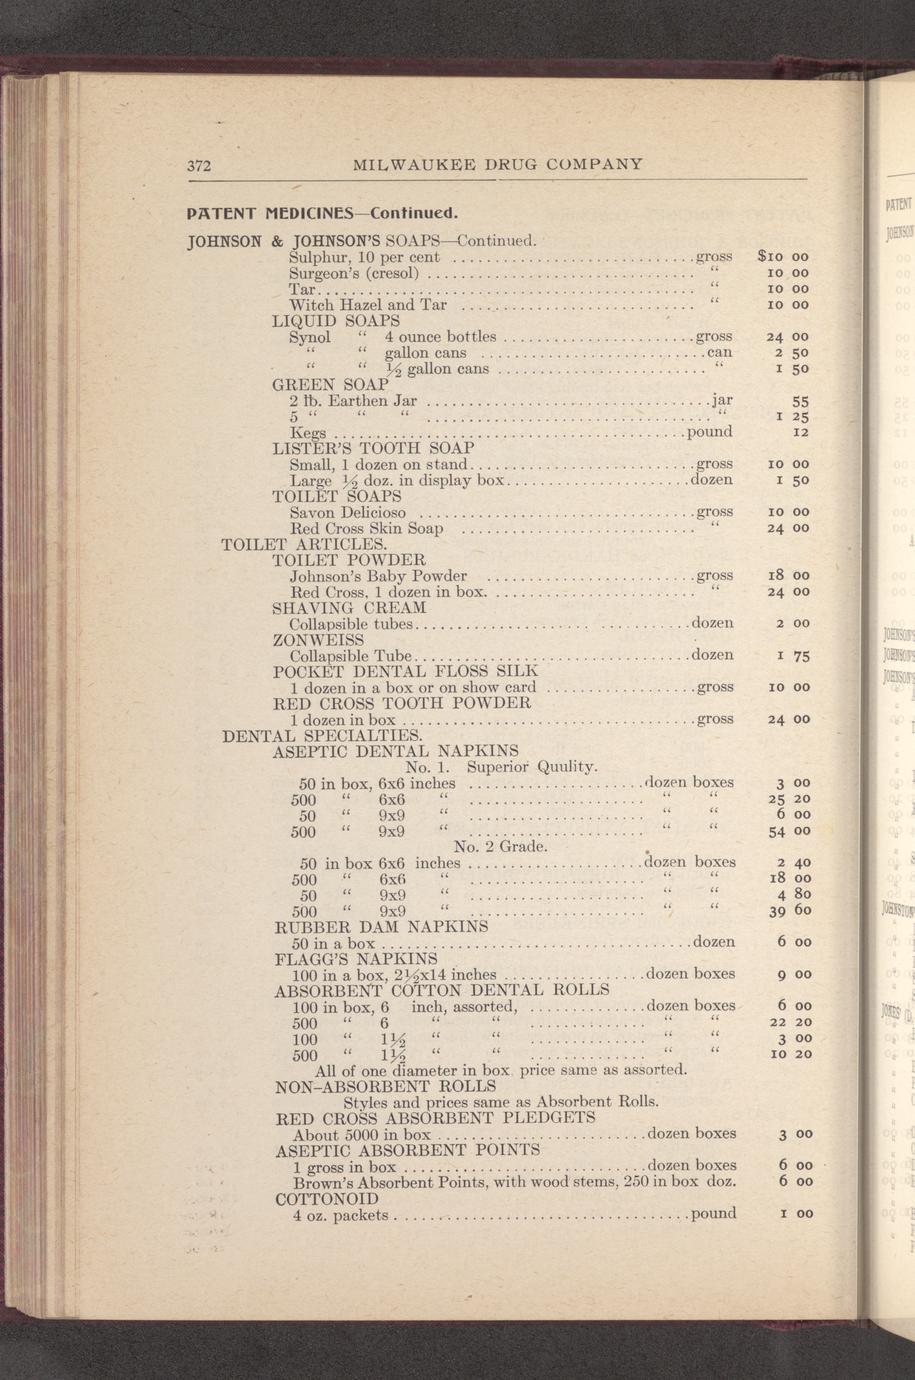 372 MILWAUKEE DRUG COMPANY
PATENT MEDICINES—Continued.
JOHNSON & JOHNSON'S SOAPS—Continued.
Sulphur, 10 per cent ............................gross $10 00
Surgeon's (cresol) ................................ “ 10 00
Tar............................................. “ 10 00
Witch Hazel and Tar ............................ “ 10 00
LIQUID SOAPS
Synol “ 4 ounce bottles .......................gross 24 00
“ “ gallon cans ...........................can 2 50
“ “ ½ gallon cans ......................... “ 1 50
GREEN SOAP
2 lb. Earthen Jar ..................................jar 55
5 “ “ “ .................................. “ 1 25
Kegs ..........................................pound 12
LISTER'S TOOTH SOAP
Small, 1 dozen on stand...........................gross 10 00
Large ½ doz. in display box......................dozen 1 50
TOILET SOAPS
Savon Delicioso .................................gross 10 00
Red Cross Skin Soap ............................ “ 24 00
TOILET ARTICLES.
TOILET POWDER
Johnson's Baby Powder .........................gross 18 00
Red Cross, 1 dozen in box......................... “ 24 00
SHAVING CREAM
Collapsible tubes.................................dozen 2 00
ZONWEISS
Collapsible Tube.................................dozen 1 75
POCKET DENTAL FLOSS SILK
1 dozen in a box or on show card ..................gross 10 00
RED CROSS TOOTH POWDER
1 dozen in box ...................................gross 24 00
DENTAL SPECIALTIES.
ASEPTIC DENTAL NAPKINS
No. 1. Superior Quulity.
50 in box, 6x6 inches .....................dozen boxes 3 00
500 “ 6x6 “ ..................... “ “ 25 20
50 “ 9x9 “ ..................... “ “ 6 00
500 “ 9x9 “ ..................... “ “ 54 00
No. 2 Grade.
50 in box 6x6 inches .....................dozen boxes 2 40
500 “ 6x6 “ ..................... “ “ 18 00
50 “ 9x9 “ ..................... “ “ 4 80
500 “ 9x9 “ ..................... “ “ 39 60
RUBBER DAM NAPKINS
50 in a box .....................................dozen 6 00
FLAGG'S NAPKINS
100 in a box, 2½x14 inches .................dozen boxes 9 00
ABSORBENT COTTON DENTAL ROLLS
100 in box, 6 inch, assorted, ..............dozen boxes 6 00
500 “ 6 “ “ .............. “ “ 22 20
100 “ 1½ “ “ .............. “ “ 3 00
500 “ 1½ “ “ .............. “ “ 10 20
All of one diameter in box price same as assorted.
NON-ABSORBENT ROLLS
Styles and prices same as Absorbent Rolls.
RED CROSS ABSORBENT PLEDGETS
About 5000 in box .........................dozen boxes 3 00
ASEPTIC ABSORBENT POINTS
1 gross in box .............................dozen boxes 6 00
Brown's Absorbent Points, with wood stems, 250 in box doz. 6 00
COTTONOID
4 oz. packets ....................................pound 1 00
PATENT
JOHNSON
JOHNSON'S
JOHNSON'S
JOHNSON'S
JOHNSTON